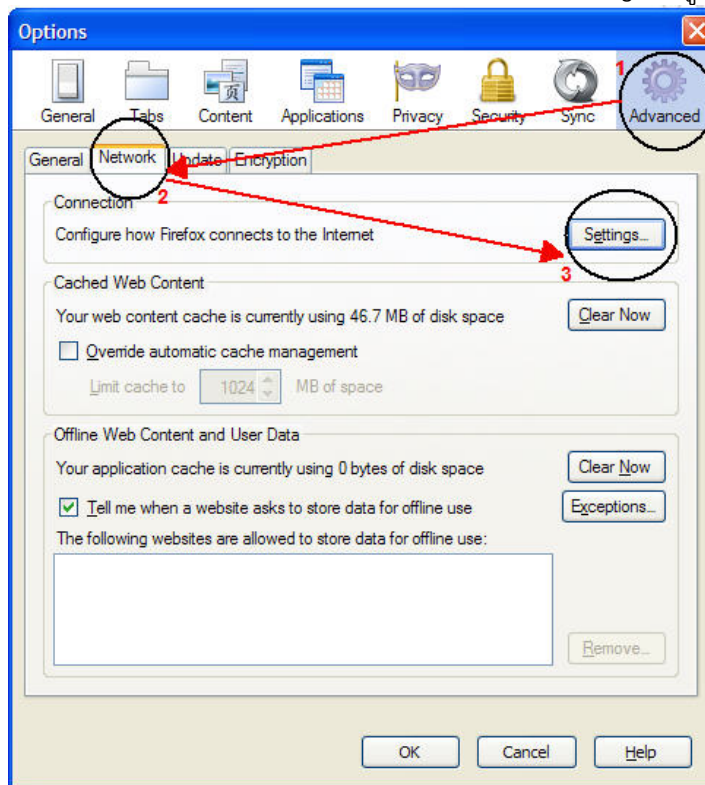 Options
General Tabs Content Applications Privacy Security Sync Advanced
1
General Network Update Encryption
2
Connection
Configure how Firefox connects to the Internet
Settings...
3
Cached Web Content
Your web content cache is currently using 46.7 MB of disk space
Clear Now
Override automatic cache management
Limit cache to 1024 MB of space
Offline Web Content and User Data
Your application cache is currently using 0 bytes of disk space
Clear Now
Tell me when a website asks to store data for offline use
Exceptions...
The following websites are allowed to store data for offline use:
Remove...
OK Cancel Help